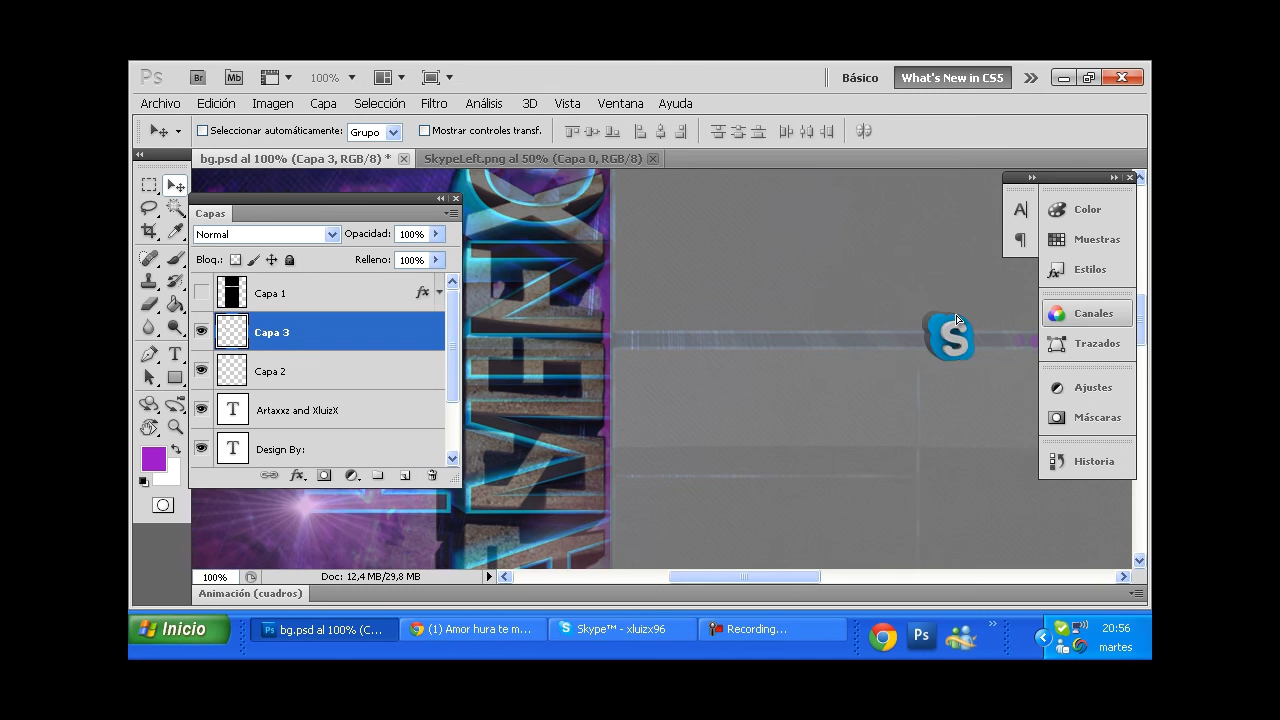 Ps Br Mb 100% Básico What's New in CS5
Archivo Edición Imagen Capa Selección Filtro Análisis 3D Vista Ventana Ayuda
Seleccionar automáticamente: Grupo Mostrar controles transf.
bg.psd al 100% (Capa 3, RGB/8) * SkypeLeft.png al 50% (Capa 0, RGB/8)
Capas
Normal Opacidad: 100%
Bloq.: Relleno: 100%
Capa 1 fx
Capa 3
Capa 2
T Artaxxz and XluizX
T Design By:
Color
Muestras
Estilos
Canales
Trazados
Ajustes
Máscaras
Historia
S
100% Doc: 12,4 MB/29,8 MB
Animación (cuadros)
Inicio Ps bg.psd al 100% (C... (1) Amor hura te m... Skype™ - xluizx96 Recording... Ps 20:56
martes